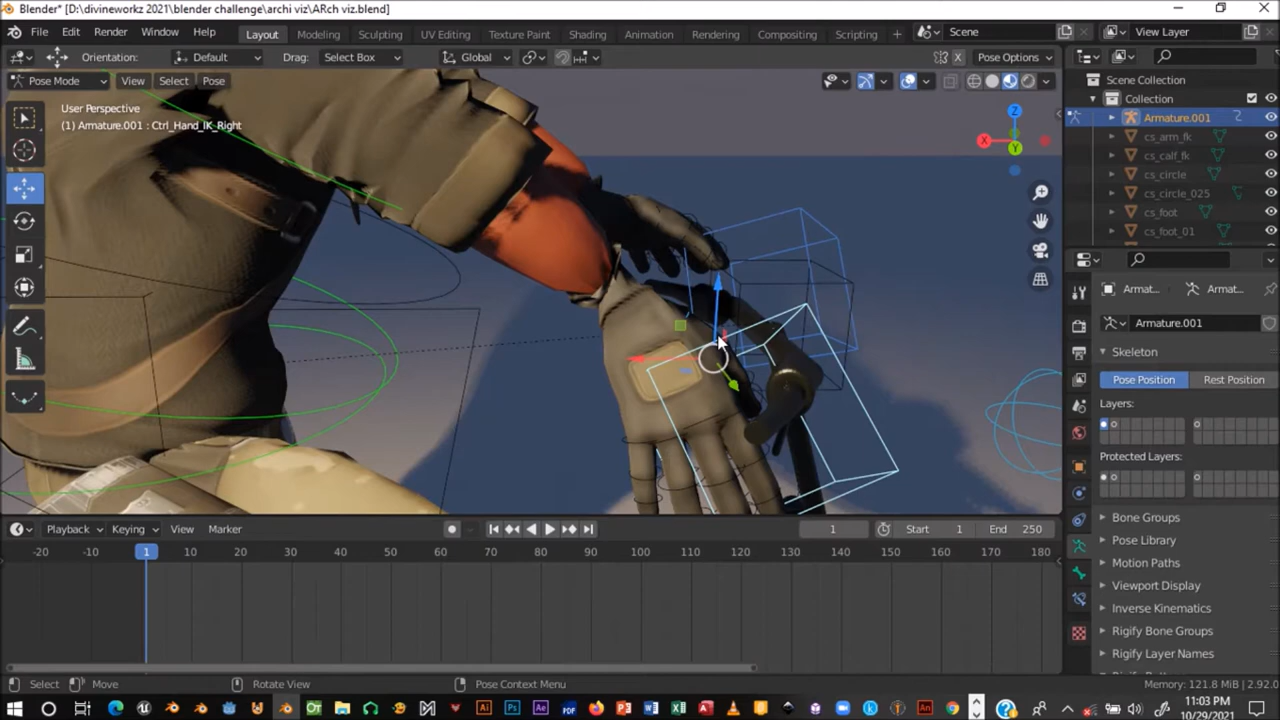 Blender* [D:\divineworkz 2021\blender challenge\archi viz\ARch viz.blend]
File Edit Render Window Help Layout Modeling Sculpting UV Editing Texture Paint Shading Animation Rendering Compositing Scripting + Scene View Layer
Orientation: Default Drag: Select Box Global X Pose Options
Pose Mode View Select Pose
User Perspective
(1) Armature.001 : Ctrl_Hand_IK_Right
Z
X
Y
Scene Collection
Collection
Armature.001
cs_arm_fk
cs_calf_fk
cs_circle
cs_circle_025
cs_foot
cs_foot_01
Armat... Armat...
Armature.001
Skeleton
Pose Position Rest Position
Layers:
Protected Layers:
Bone Groups
Pose Library
Motion Paths
Viewport Display
Inverse Kinematics
Rigify Bone Groups
Rigify Layer Names
Playback Keying View Marker 1 Start 1 End 250
-20 -10 1 10 20 30 40 50 60 70 80 90 100 110 120 130 140 150 160 170 180
Select Move Rotate View Pose Context Menu Memory: 121.8 MiB | 2.92.0
11:03 PM
10/29/2021